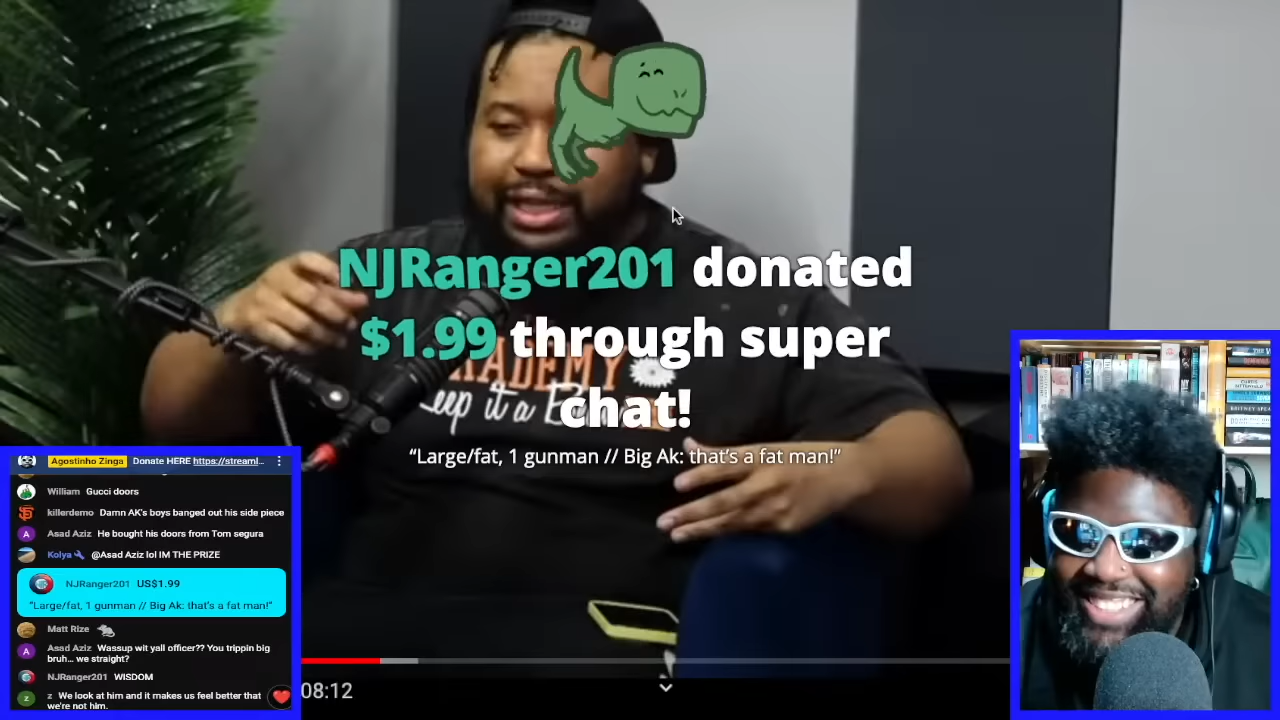 NJRanger201 donated
$1.99 through super
chat!
"Large/fat, 1 gunman // Big Ak: that's a fat man!"
Keep it a
Agostinho Zinga Donate HERE https://streaml...
William Gucci doors
killerdemo Damn AK's boys banged out his side piece
Asad Aziz He bought his doors from Tom segura
Kolya @Asad Aziz lol IM THE PRIZE
NJRanger201 US$1.99
"Large/fat, 1 gunman // Big Ak: that's a fat man!"
Matt Rize
Asad Aziz Wassup wit yall officer?? You trippin big
bruh... we straight?
NJRanger201 WISDOM
z We look at him and it makes us feel better that
we're not him.
08:12